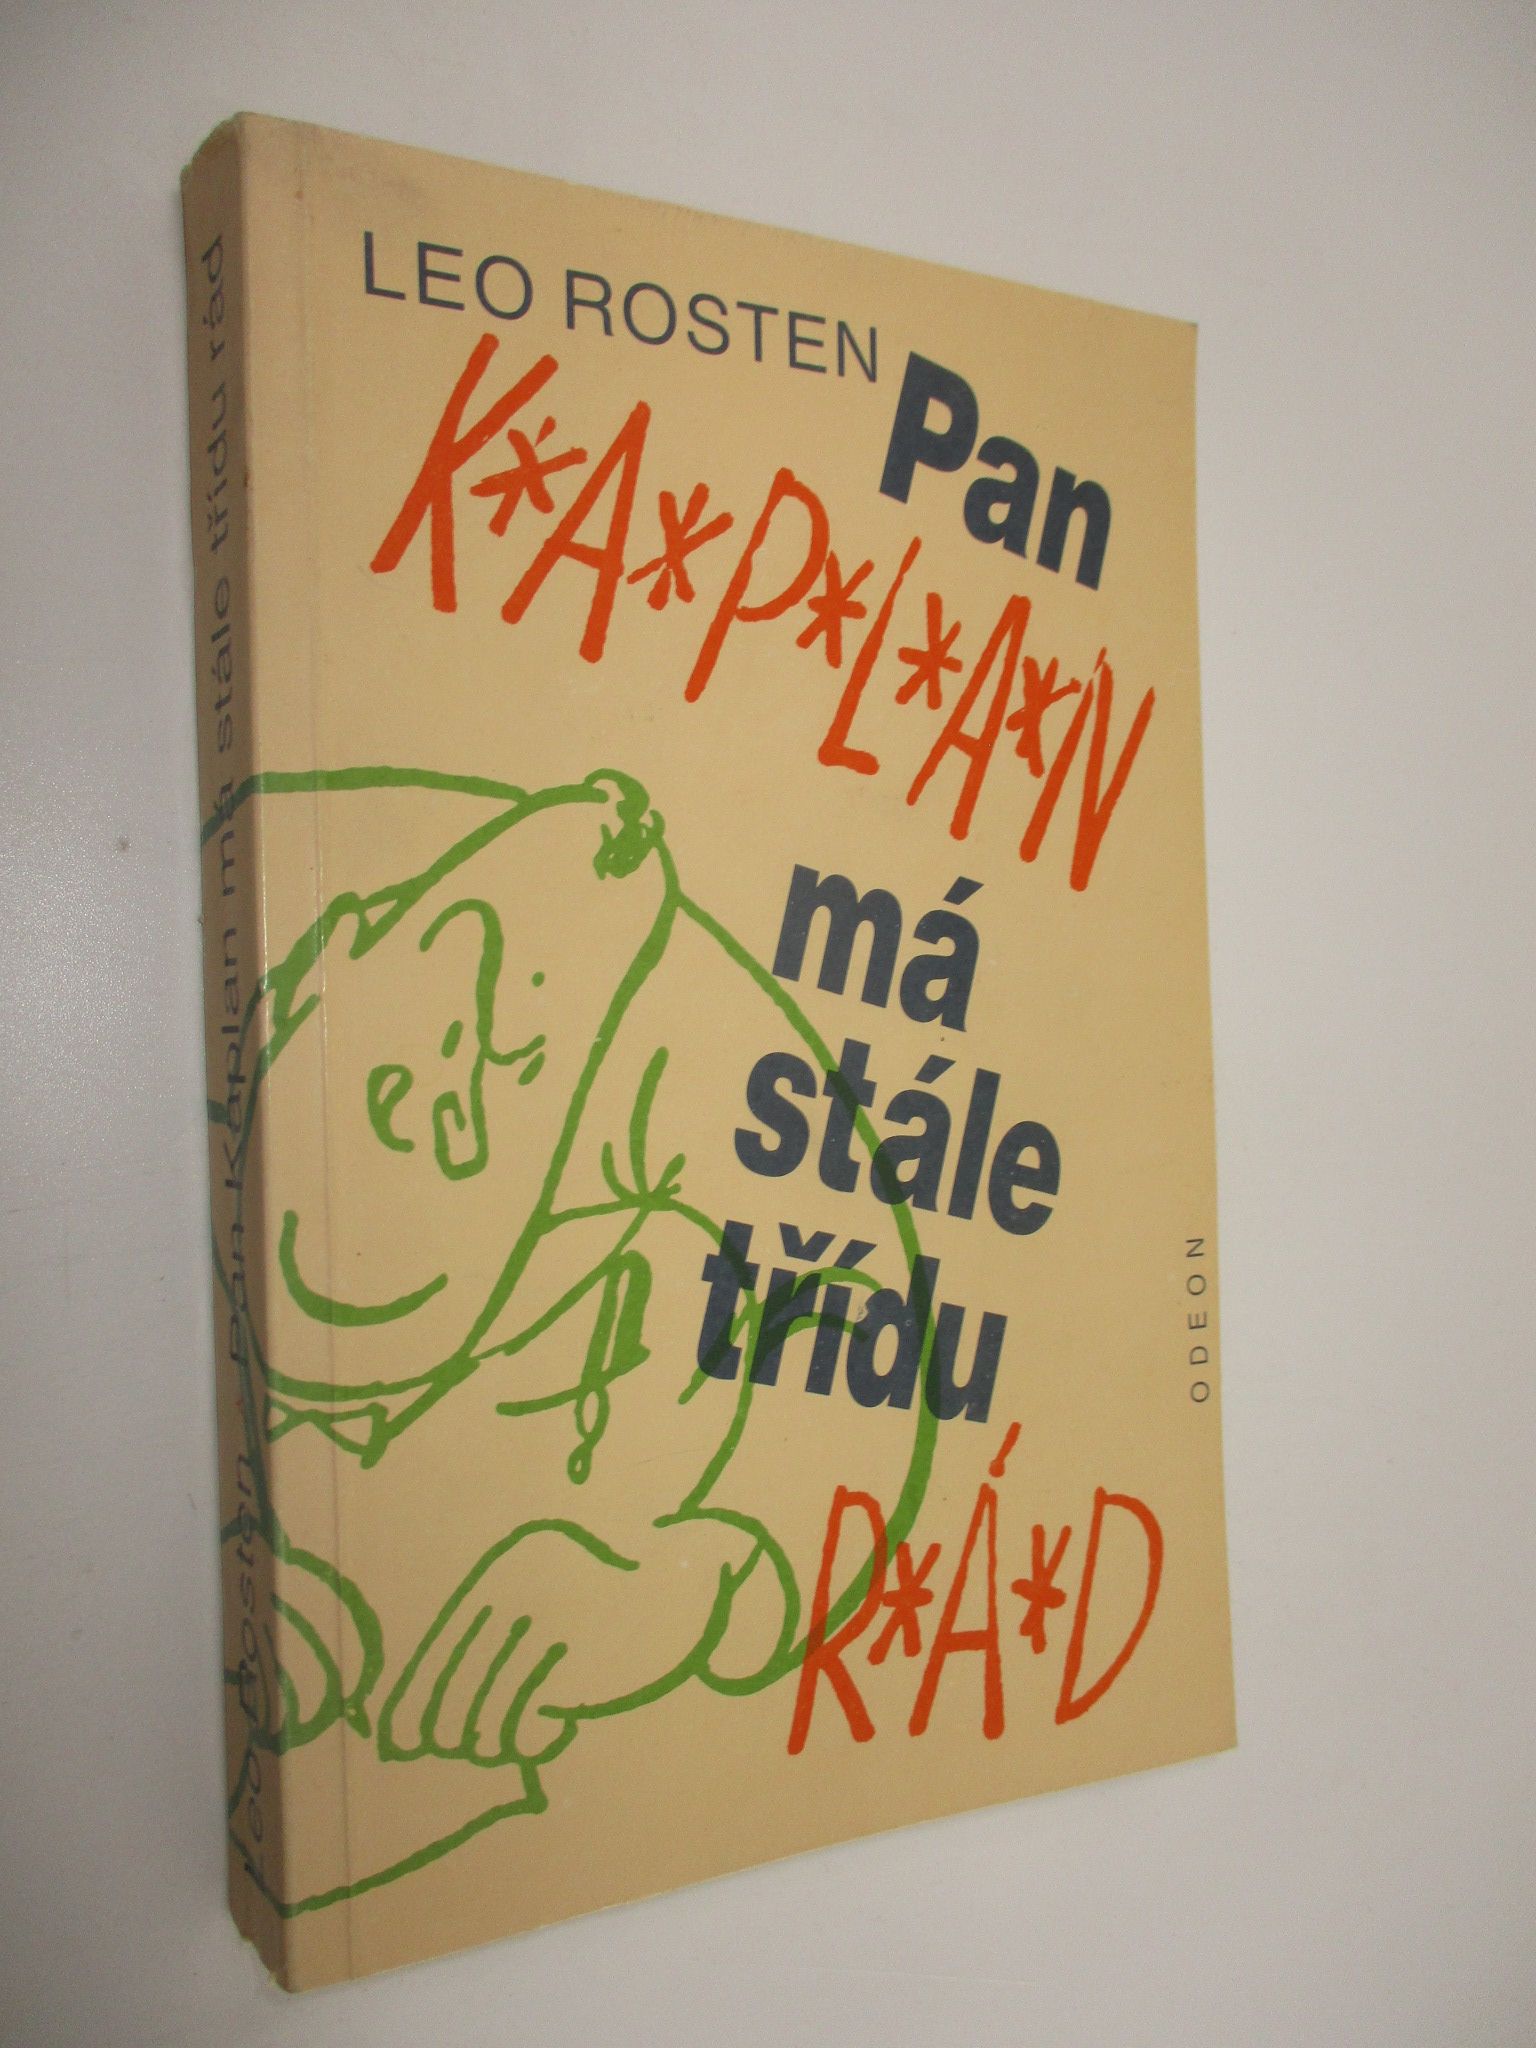 LEO ROSTEN
Pan
K*A*P*L*A*N
má
stále
třídu
R*Á*D
ODEON
Leo Rosten Pan Kaplan má stále třídu rád